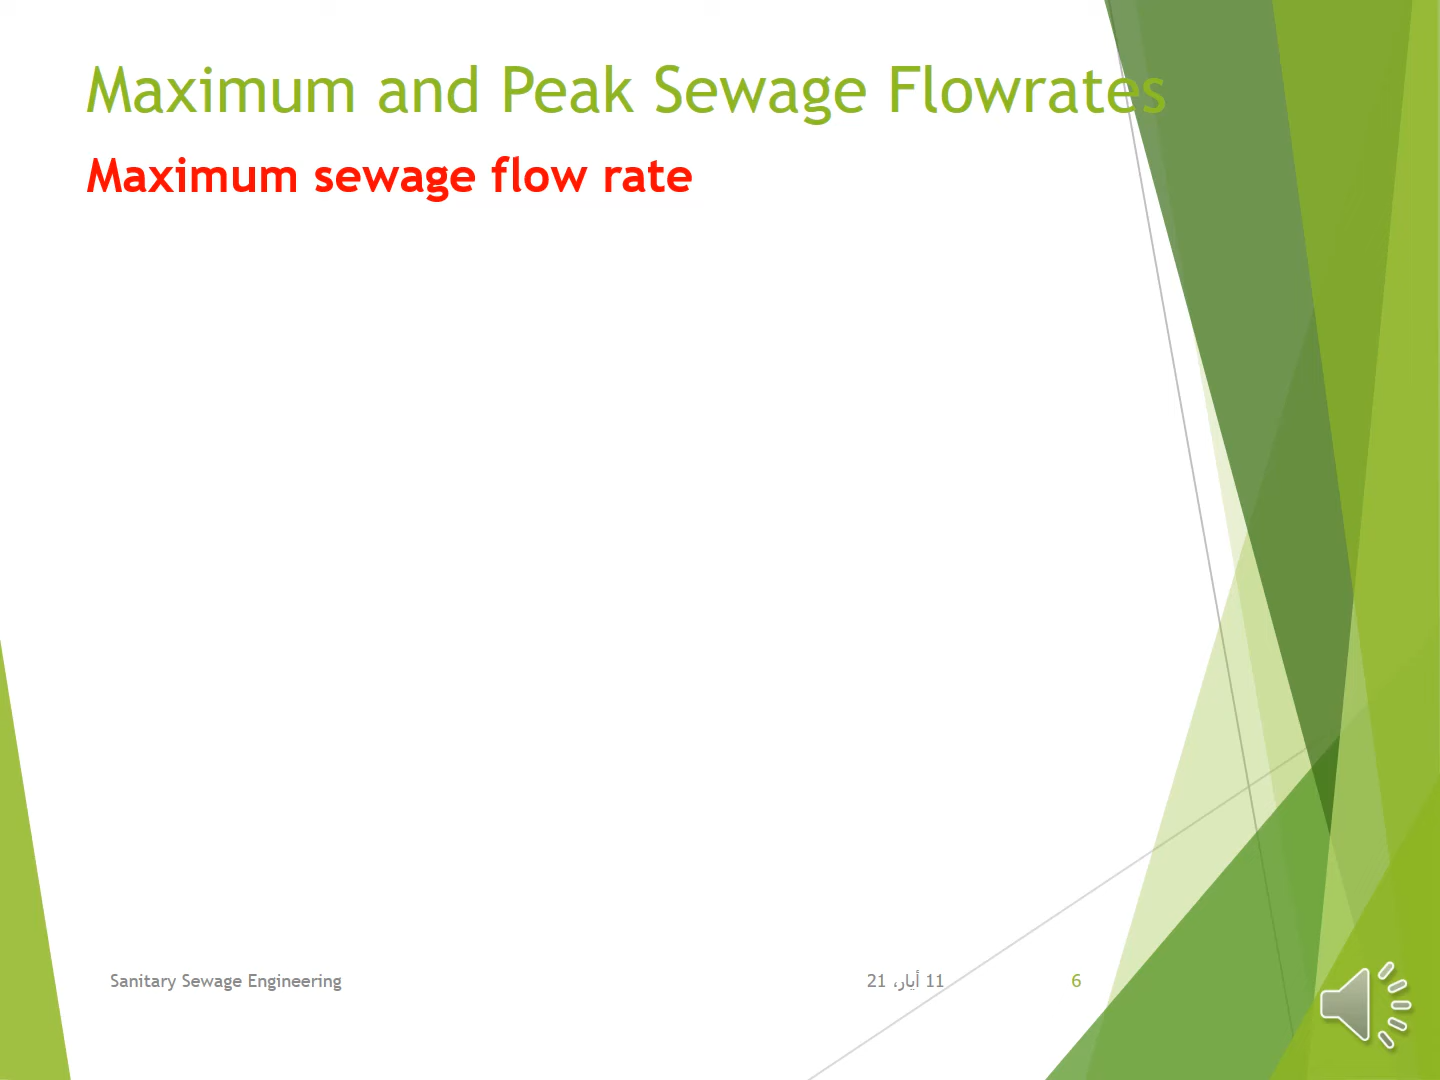 Maximum and Peak Sewage Flowrates
Maximum sewage flow rate
Sanitary Sewage Engineering
11 أيار، 21
6